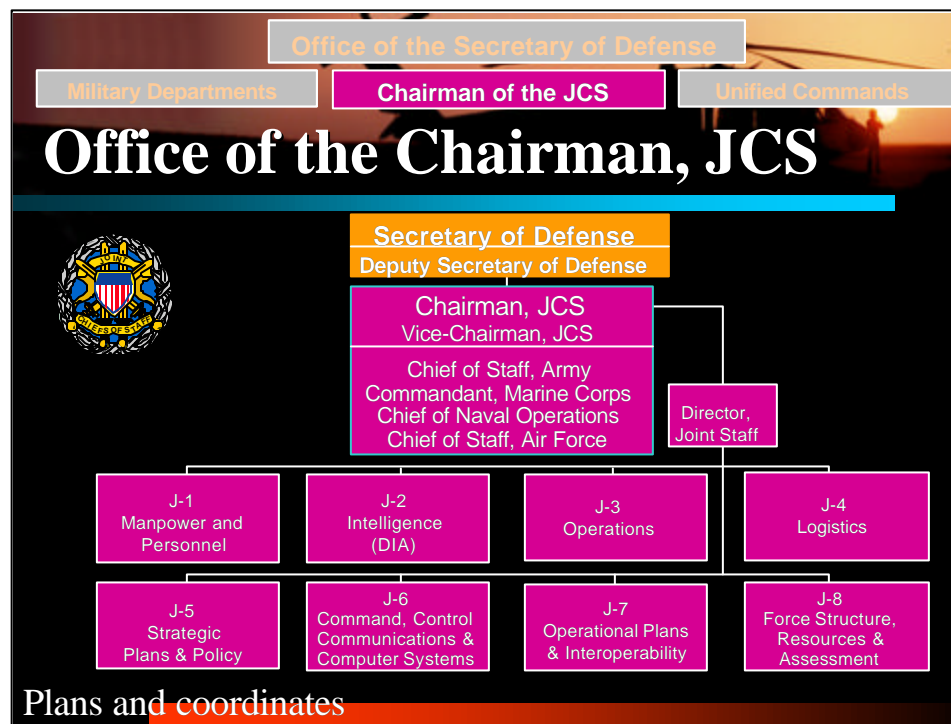 Office of the Secretary of Defense
Military Departments
Chairman of the JCS
Unified Commands
Office of the Chairman, JCS
Secretary of Defense
Deputy Secretary of Defense
JOINT
CHIEFS OF STAFF
Chairman, JCS
Vice-Chairman, JCS
Chief of Staff, Army
Commandant, Marine Corps
Chief of Naval Operations
Chief of Staff, Air Force
Director,
Joint Staff
J-1
Manpower and
Personnel
J-2
Intelligence
(DIA)
J-3
Operations
J-4
Logistics
J-5
Strategic
Plans & Policy
J-6
Command, Control
Communications &
Computer Systems
J-7
Operational Plans
& Interoperability
J-8
Force Structure,
Resources &
Assessment
Plans and coordinates